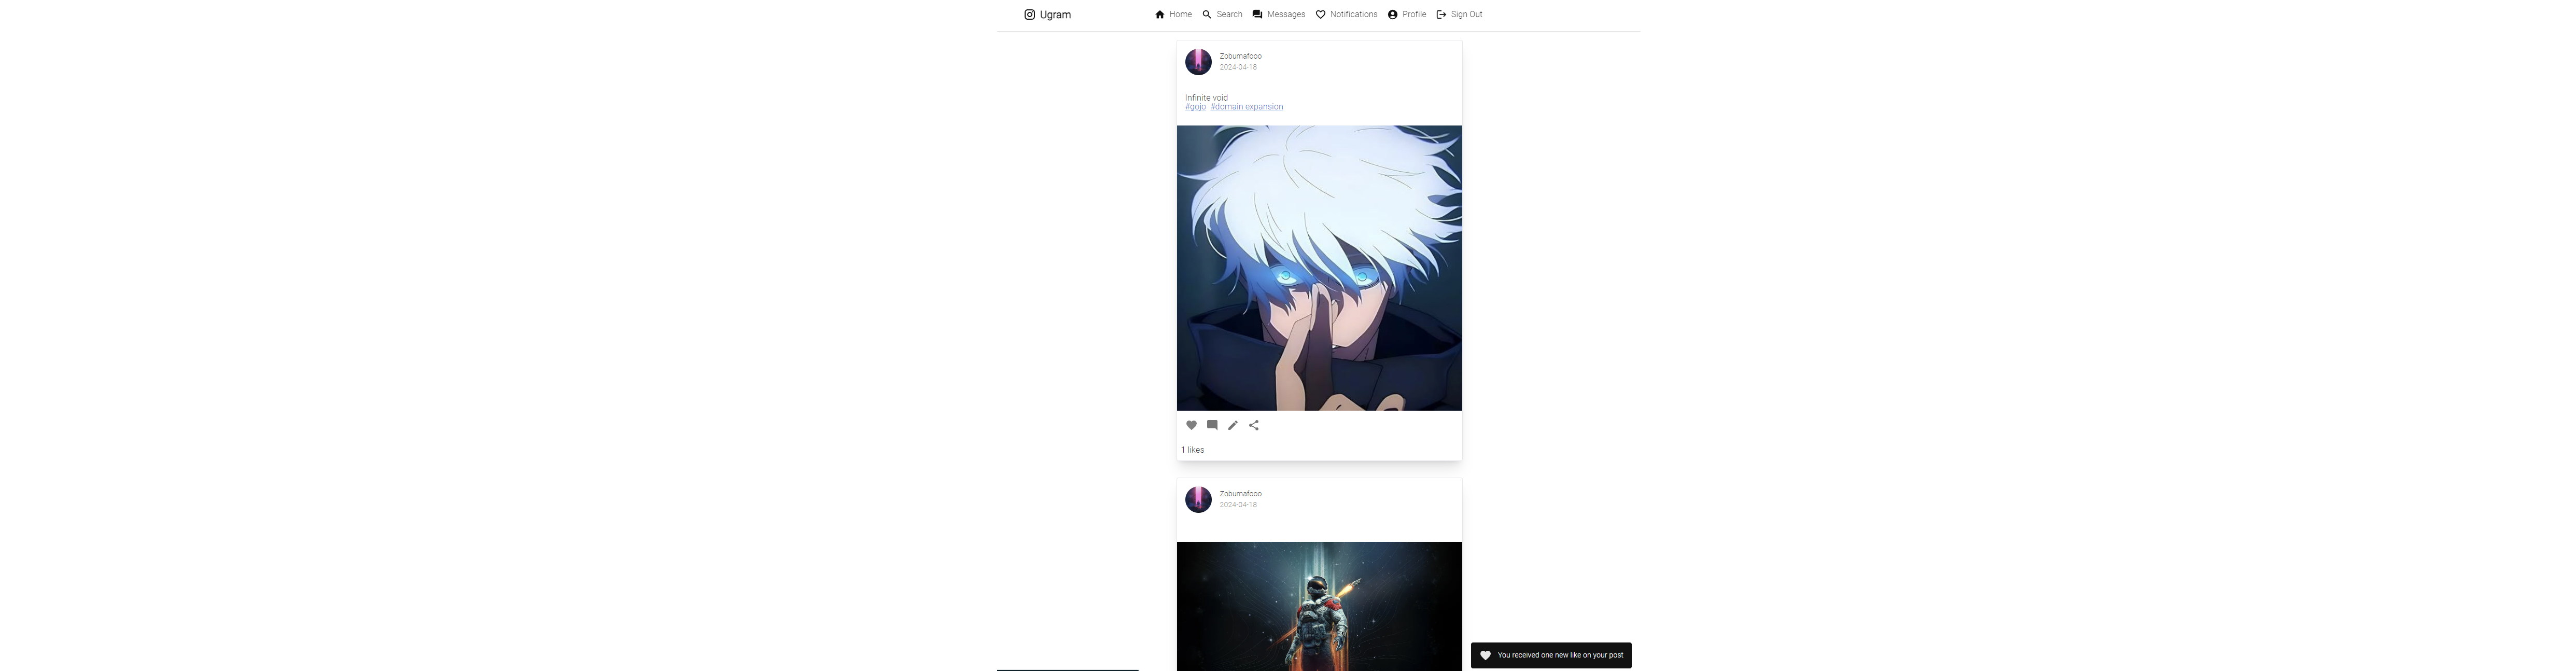 Ugram
Home Search Messages Notifications Profile Sign Out
Zobumafooo
2024-04-18
Infinite void
#gojo #domain expansion
1 likes
Zobumafooo
2024-04-18
You received one new like on your post